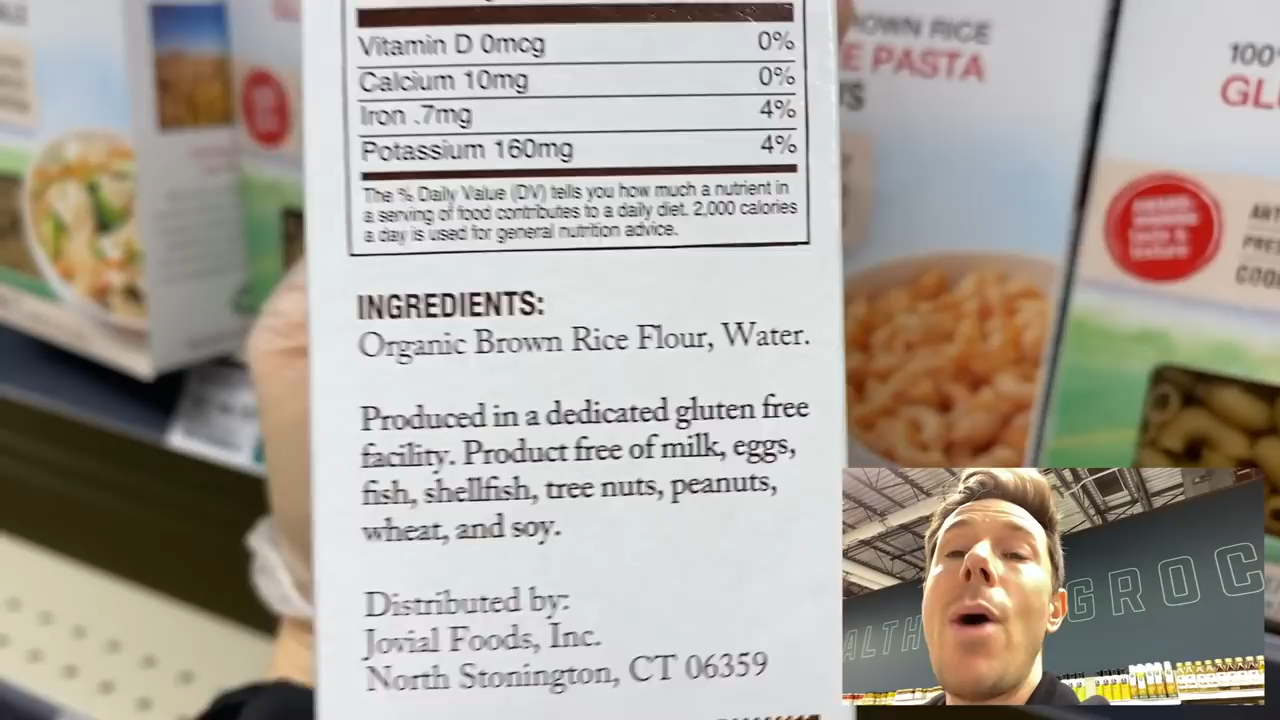 Vitamin D 0mcg 0%
Calcium 10mg 0%
Iron .7mg 4%
Potassium 160mg 4%
The % Daily Value (DV) tells you how much a nutrient in
a serving of food contributes to a daily diet. 2,000 calories
a day is used for general nutrition advice.
INGREDIENTS:
Organic Brown Rice Flour, Water.
Produced in a dedicated gluten free
facility. Product free of milk, eggs,
fish, shellfish, tree nuts, peanuts,
wheat, and soy.
Distributed by:
Jovial Foods, Inc.
North Stonington, CT 06359
OWN RICE
E PASTA
100
GL
COO
ALTH GROC